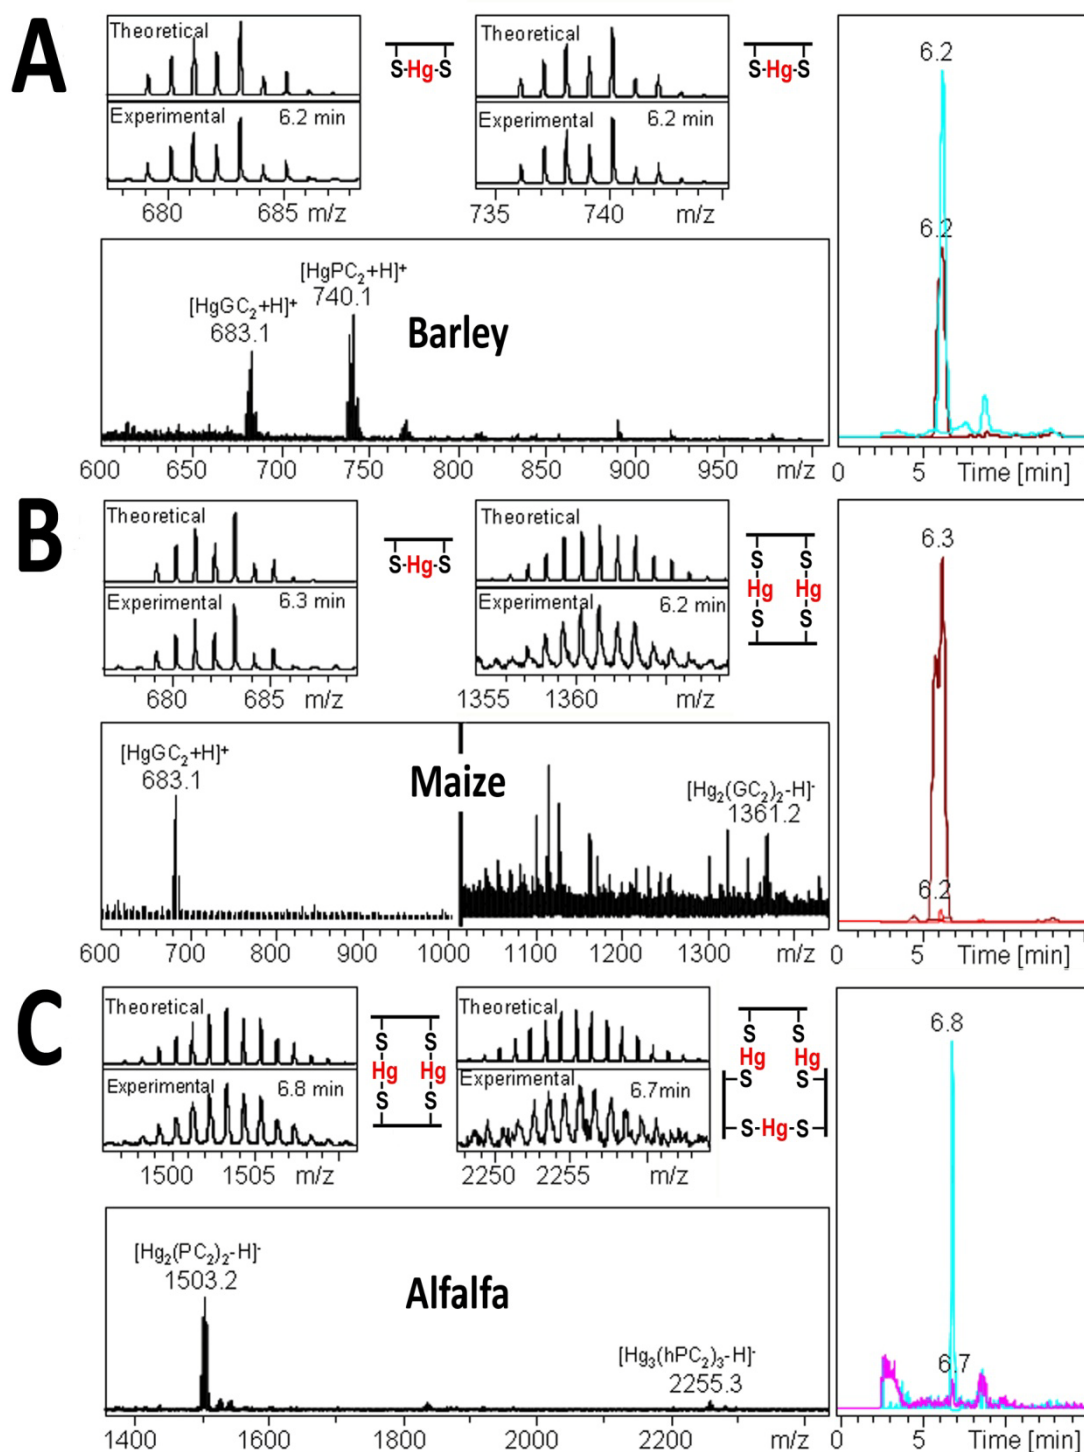 A
Theoretical
Experimental 6.2 min
680 685 m/z
S-Hg-S
Theoretical
Experimental 6.2 min
735 740 m/z
S-Hg-S
[HgGC₂+H]⁺
683.1
[HgPC₂+H]⁺
740.1
Barley
600 650 700 750 800 850 900 950 m/z
6.2
6.2
0 5 Time [min]
B
Theoretical
Experimental 6.3 min
680 685 m/z
S-Hg-S
Theoretical
Experimental 6.2 min
1355 1360 m/z
S S
Hg Hg
S S
[HgGC₂+H]⁺
683.1
Maize
[Hg₂(GC₂)₂-H]⁻
1361.2
600 700 800 900 1000 1100 1200 1300 m/z
6.3
6.2
5 Time [min]
C
Theoretical
Experimental 6.8 min
1500 1505 m/z
S S
Hg Hg
S S
Theoretical
Experimental 6.7min
2250 2255 m/z
S S
Hg Hg
S S
S-Hg-S
[Hg₂(PC₂)₂-H]⁻
1503.2
Alfalfa
[Hg₃(hPC₂)₃-H]⁻
2255.3
1400 1600 1800 2000 2200 m/z
6.8
6.7
0 5 Time [min]